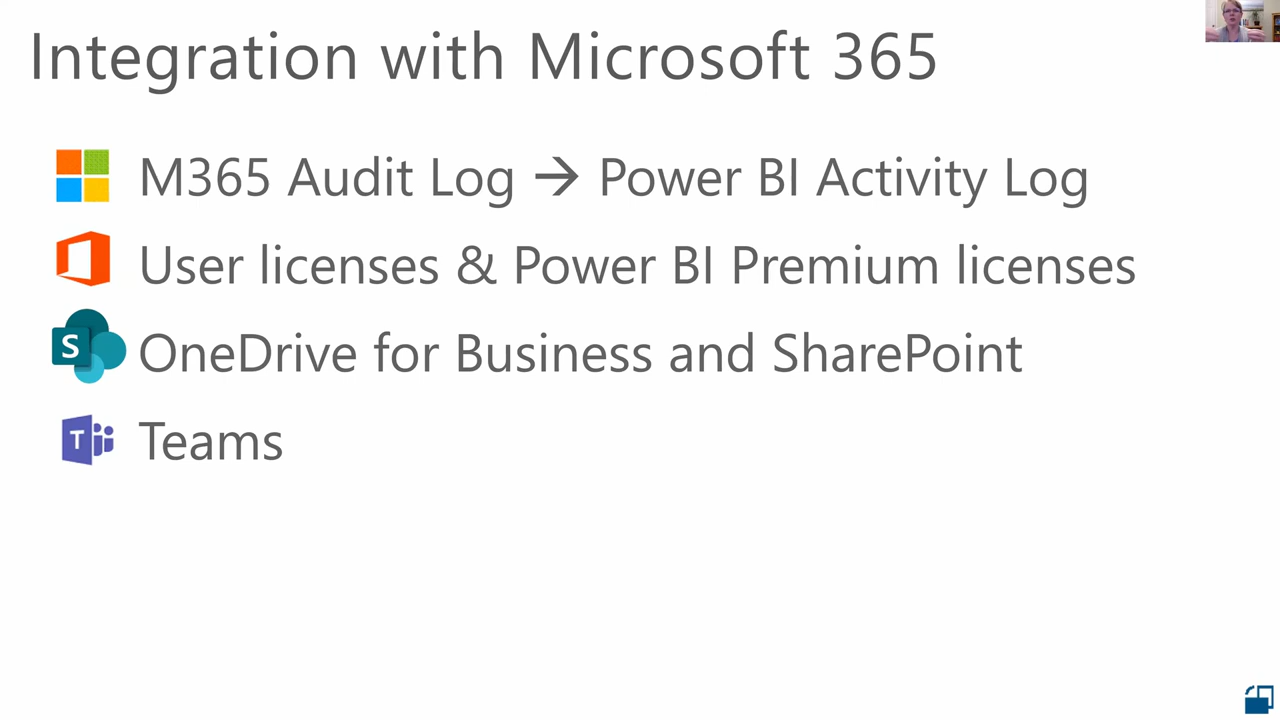 Integration with Microsoft 365
M365 Audit Log → Power BI Activity Log
User licenses & Power BI Premium licenses
S OneDrive for Business and SharePoint
T Teams